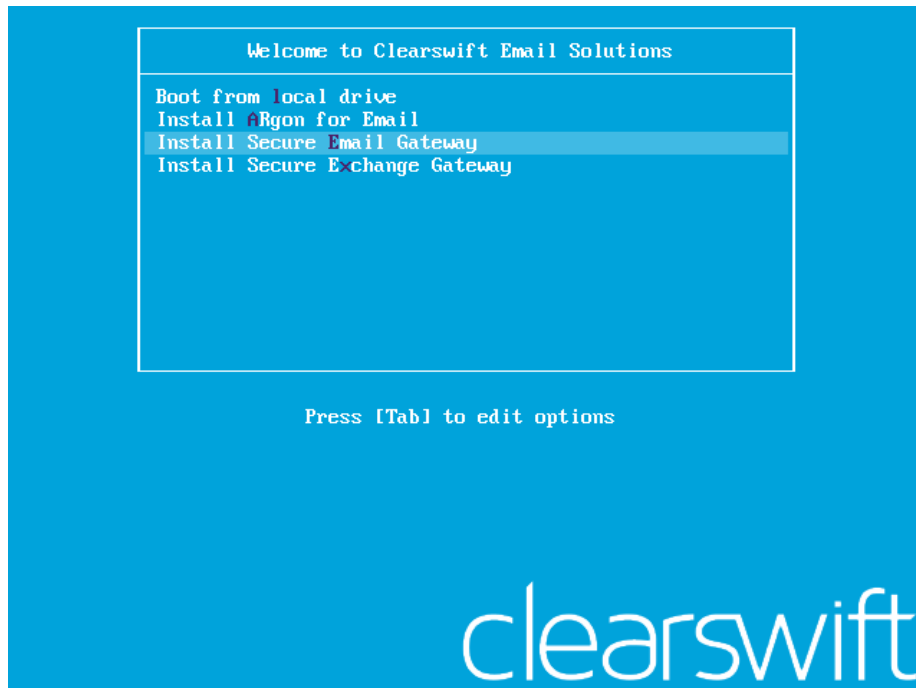 Welcome to Clearswift Email Solutions
Boot from local drive
Install ARgon for Email
Install Secure Email Gateway
Install Secure Exchange Gateway
Press [Tab] to edit options
clearswift